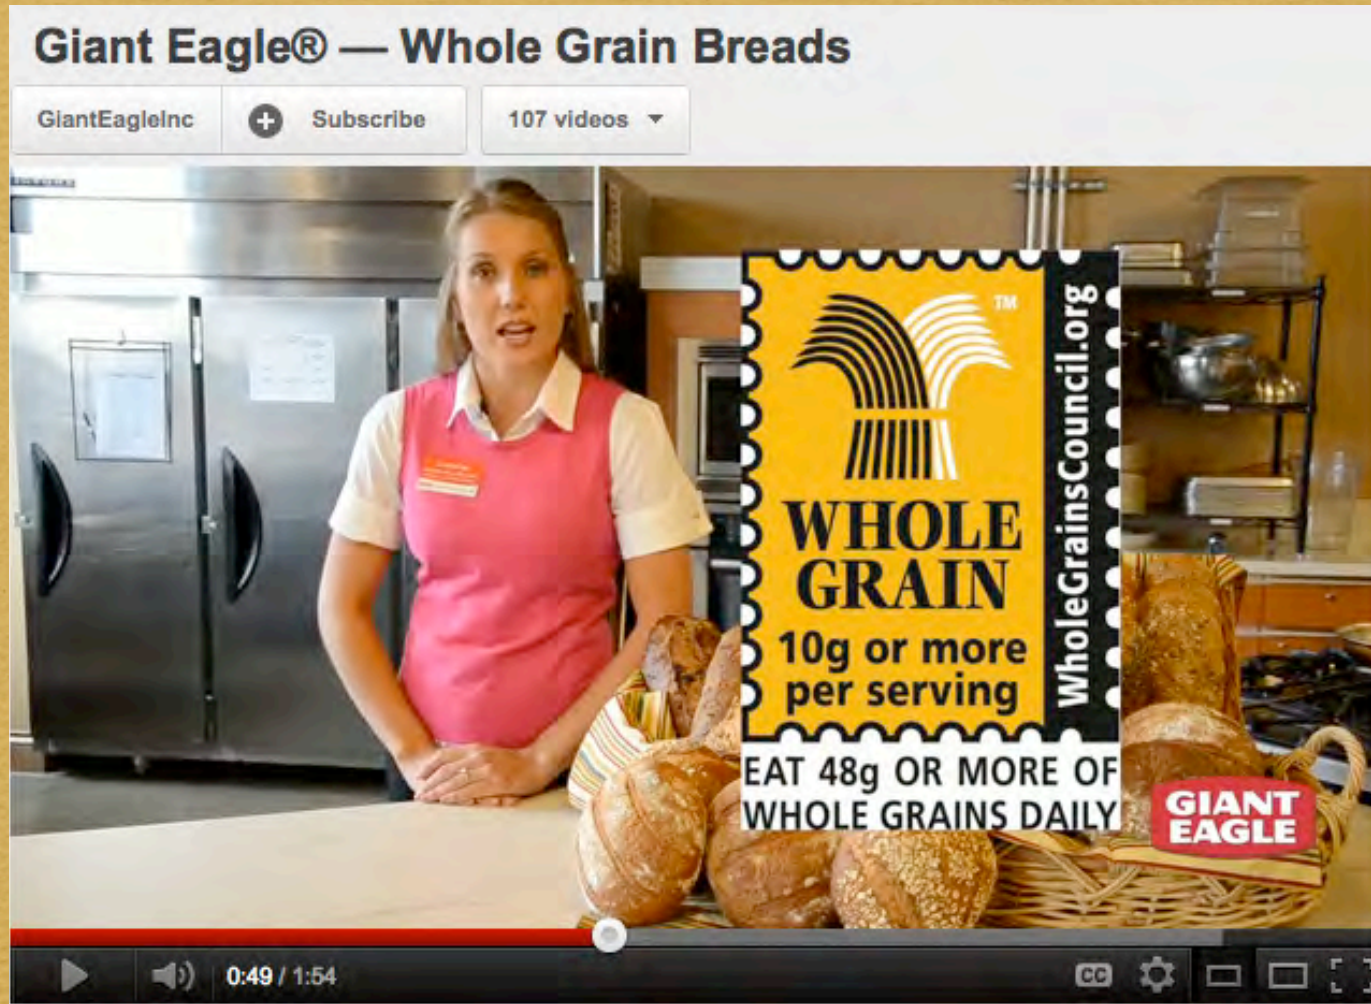 Giant Eagle® — Whole Grain Breads
GiantEagleInc
Subscribe
107 videos
TM
WHOLE
GRAIN
10g or more
per serving
WholeGrainsCouncil.org
EAT 48g OR MORE OF
WHOLE GRAINS DAILY
GIANT
EAGLE
0:49 / 1:54
CC